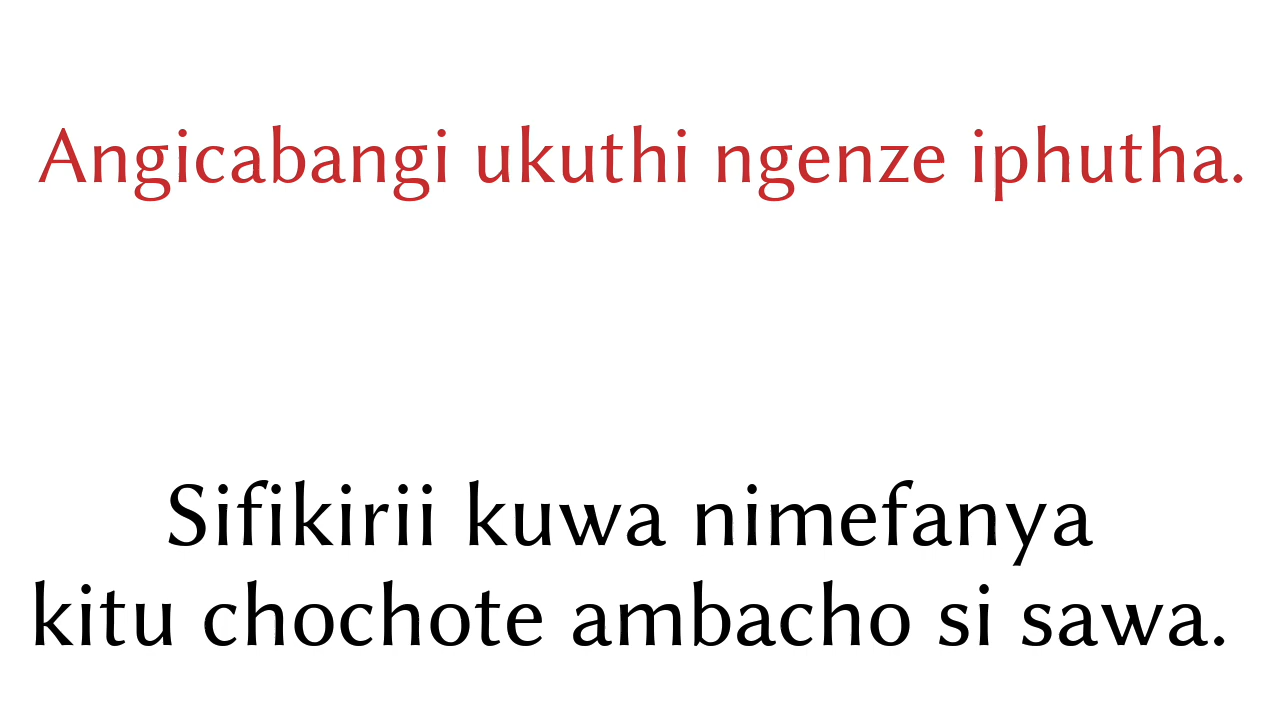 Angicabangi ukuthi ngenze iphutha.
Sifikirii kuwa nimefanya
kitu chochote ambacho si sawa.